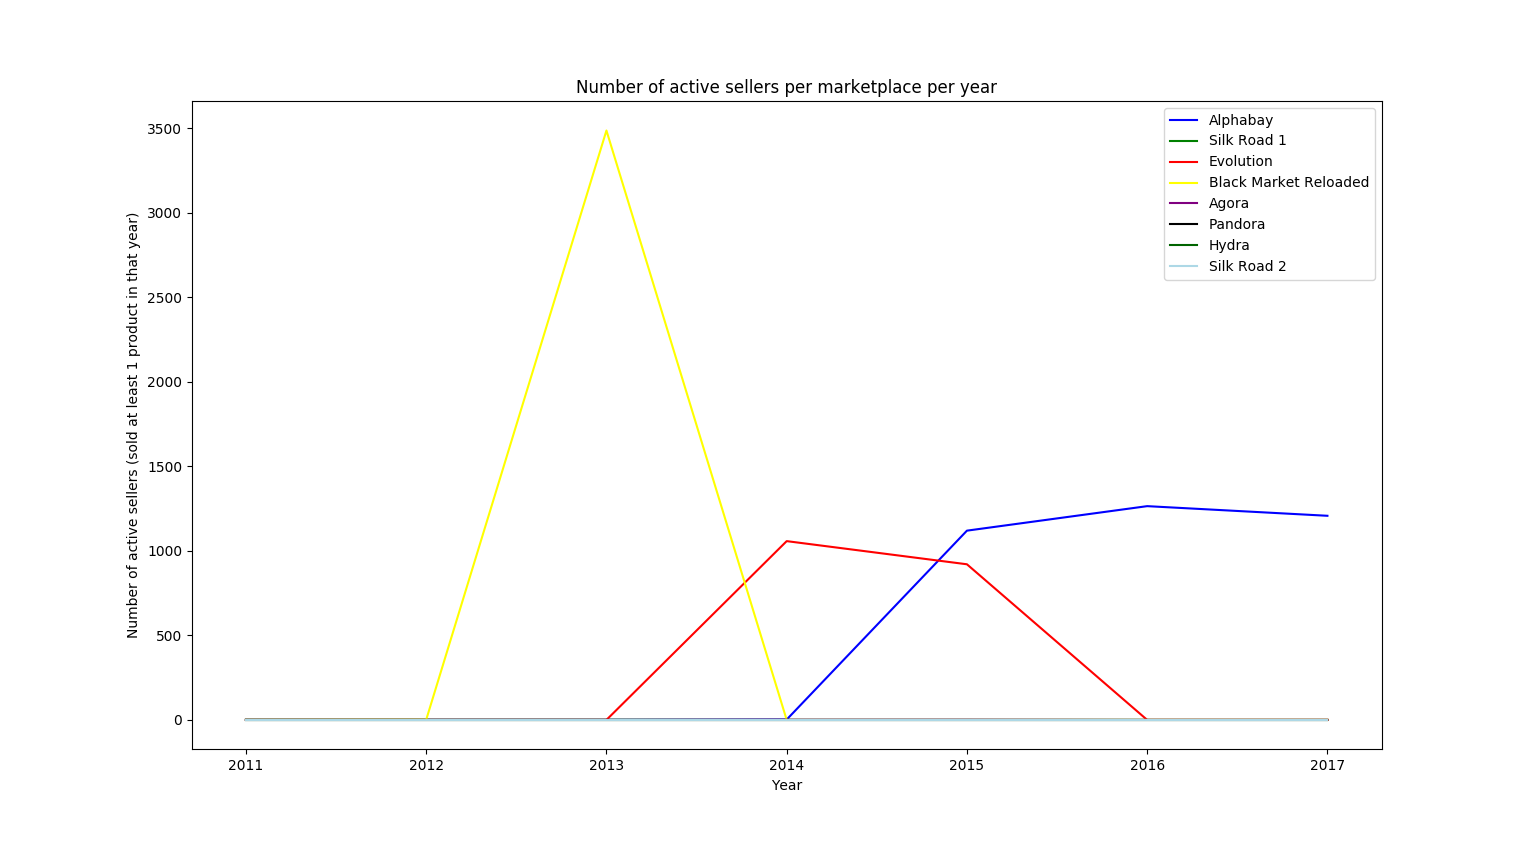 Number of active sellers per marketplace per year
Number of active sellers (sold at least 1 product in that year)
3500
3000
2500
2000
1500
1000
500
0
Alphabay
Silk Road 1
Evolution
Black Market Reloaded
Agora
Pandora
Hydra
Silk Road 2
2011 2012 2013 2014 2015 2016 2017
Year